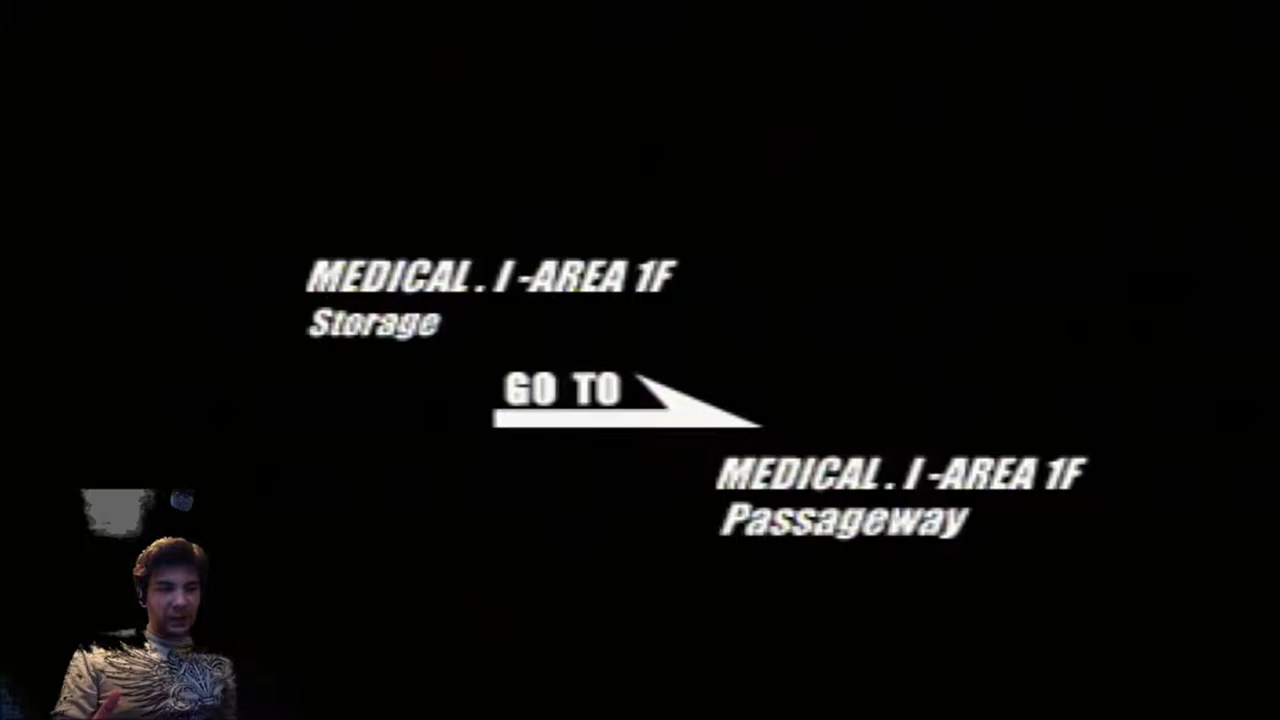 MEDICAL . I -AREA 1F
Storage
GO TO
MEDICAL . I -AREA 1F
Passageway